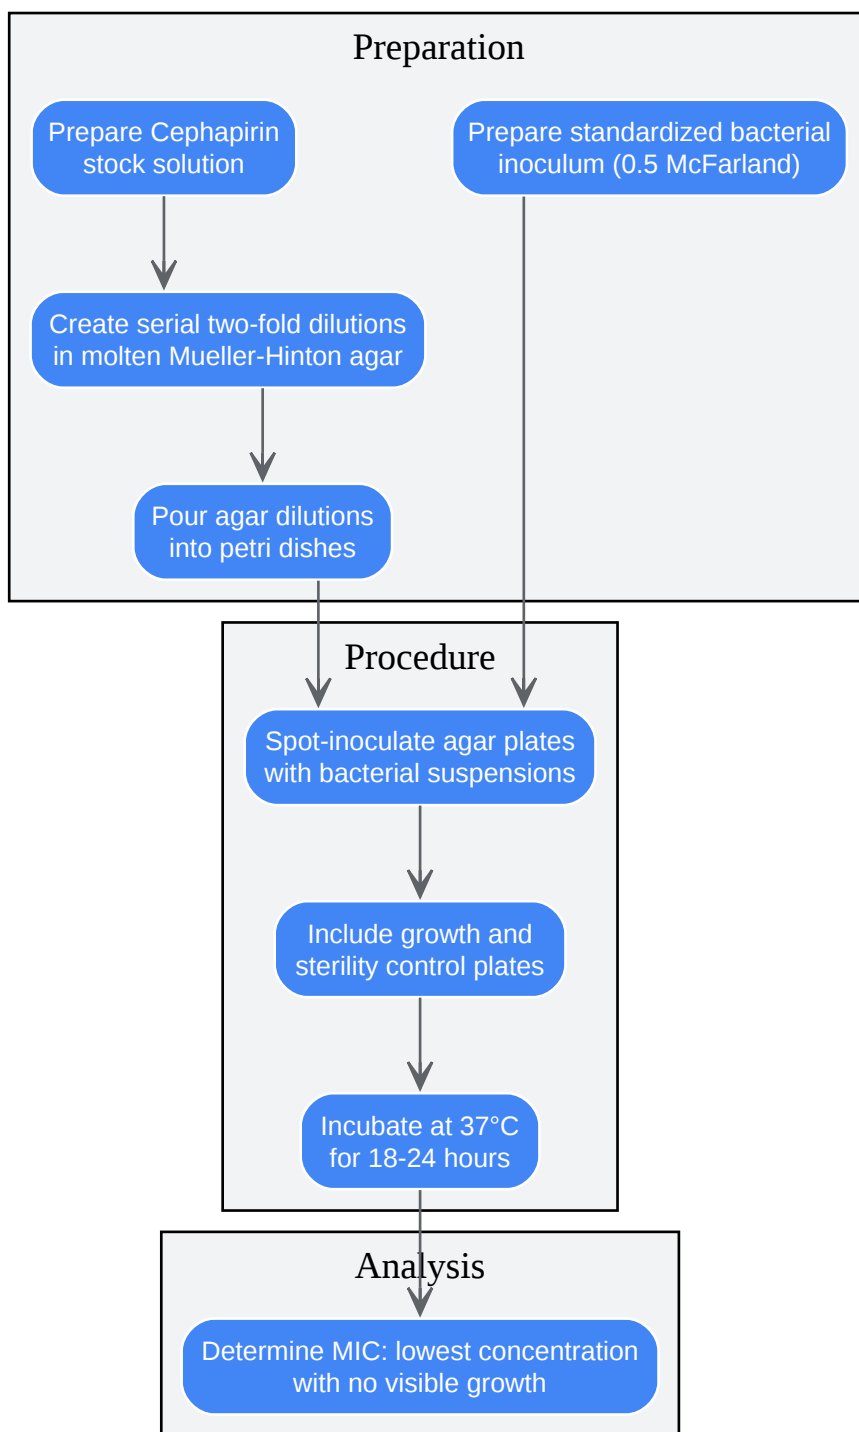 Preparation
Prepare Cephapirin
stock solution
Prepare standardized bacterial
inoculum (0.5 McFarland)
Create serial two-fold dilutions
in molten Mueller-Hinton agar
Pour agar dilutions
into petri dishes
Procedure
Spot-inoculate agar plates
with bacterial suspensions
Include growth and
sterility control plates
Incubate at 37°C
for 18-24 hours
Analysis
Determine MIC: lowest concentration
with no visible growth